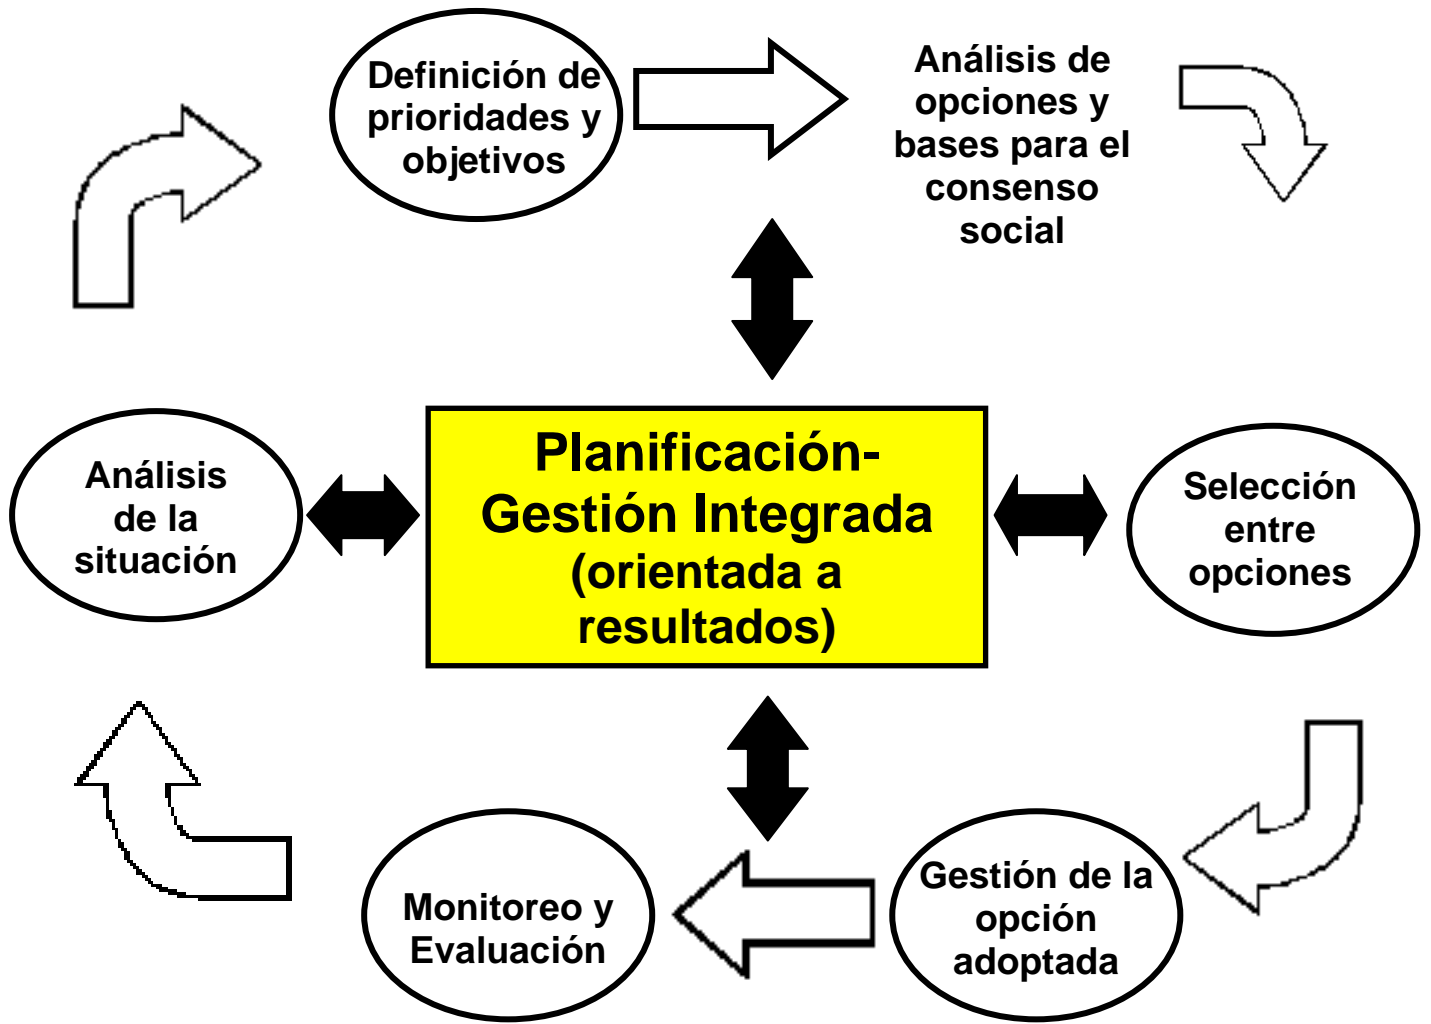 Definición de
prioridades y
objetivos
Análisis de
opciones y
bases para el
consenso
social
Análisis
de la
situación
Planificación-
Gestión Integrada
(orientada a
resultados)
Selección
entre
opciones
Monitoreo y
Evaluación
Gestión de la
opción
adoptada